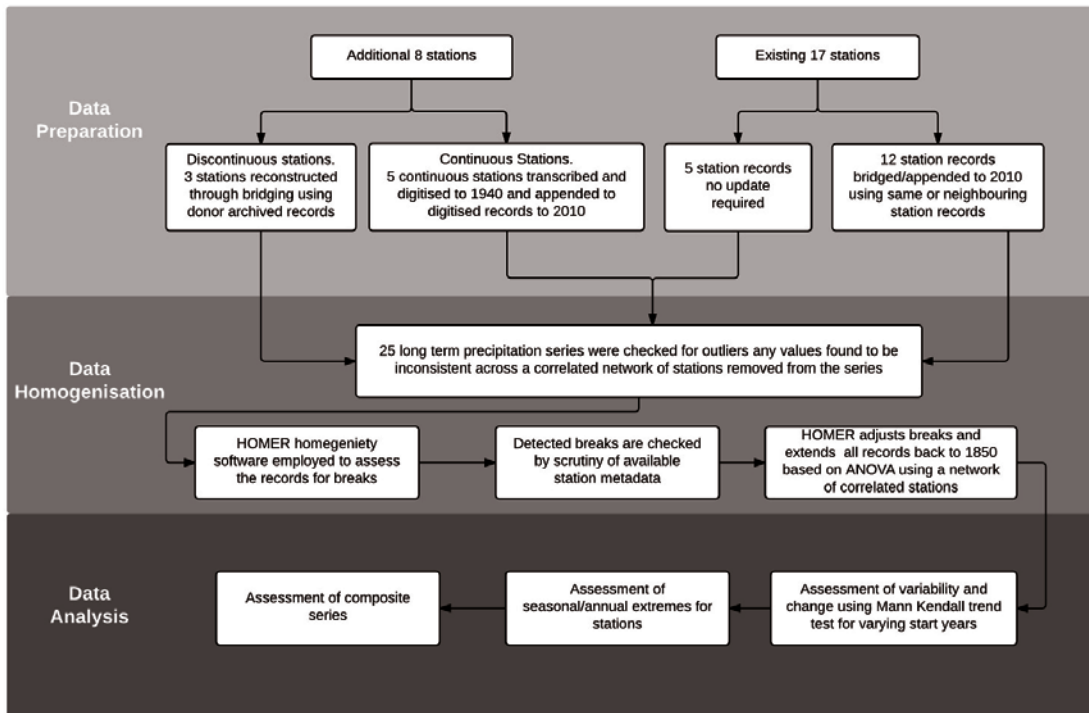 Additional 8 stations
Existing 17 stations
Data
Preparation
Discontinuous stations.
3 stations reconstructed
through bridging using
donor archived records
Continuous Stations.
5 continuous stations transcribed and
digitised to 1940 and appended to
digitised records to 2010
5 station records
no update
required
12 station records
bridged/appended to 2010
using same or neighbouring
station records
Data
Homogenisation
25 long term precipitation series were checked for outliers any values found to be
inconsistent across a correlated network of stations removed from the series
HOMER homegeniety
software employed to assess
the records for breaks
Detected breaks are checked
by scrutiny of available
station metadata
HOMER adjusts breaks and
extends all records back to 1850
based on ANOVA using a network
of correlated stations
Data
Analysis
Assessment of composite
series
Assessment of
seasonal/annual extremes for
stations
Assessment of variability and
change using Mann Kendall trend
test for varying start years